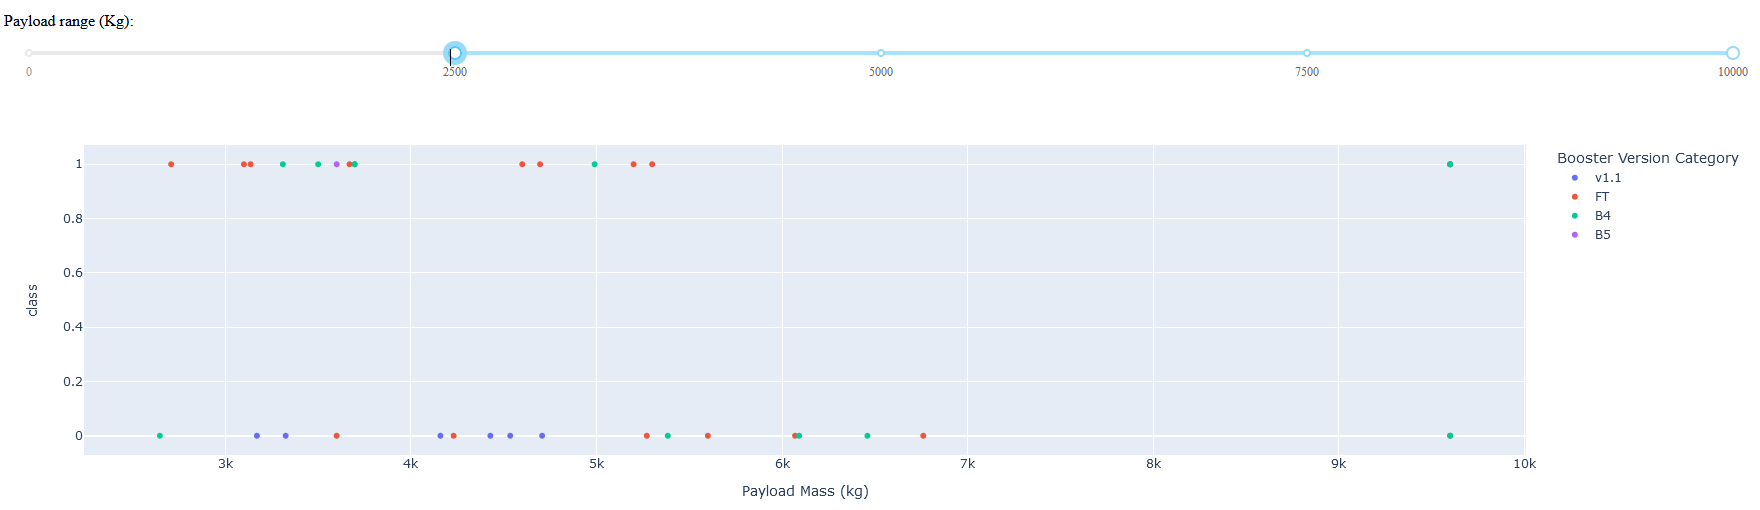 Payload range (Kg):
0 2500 5000 7500 10000
Booster Version Category
v1.1
FT
B4
B5
1
0.8
0.6
0.4
0.2
0
class
3k 4k 5k 6k 7k 8k 9k 10k
Payload Mass (kg)